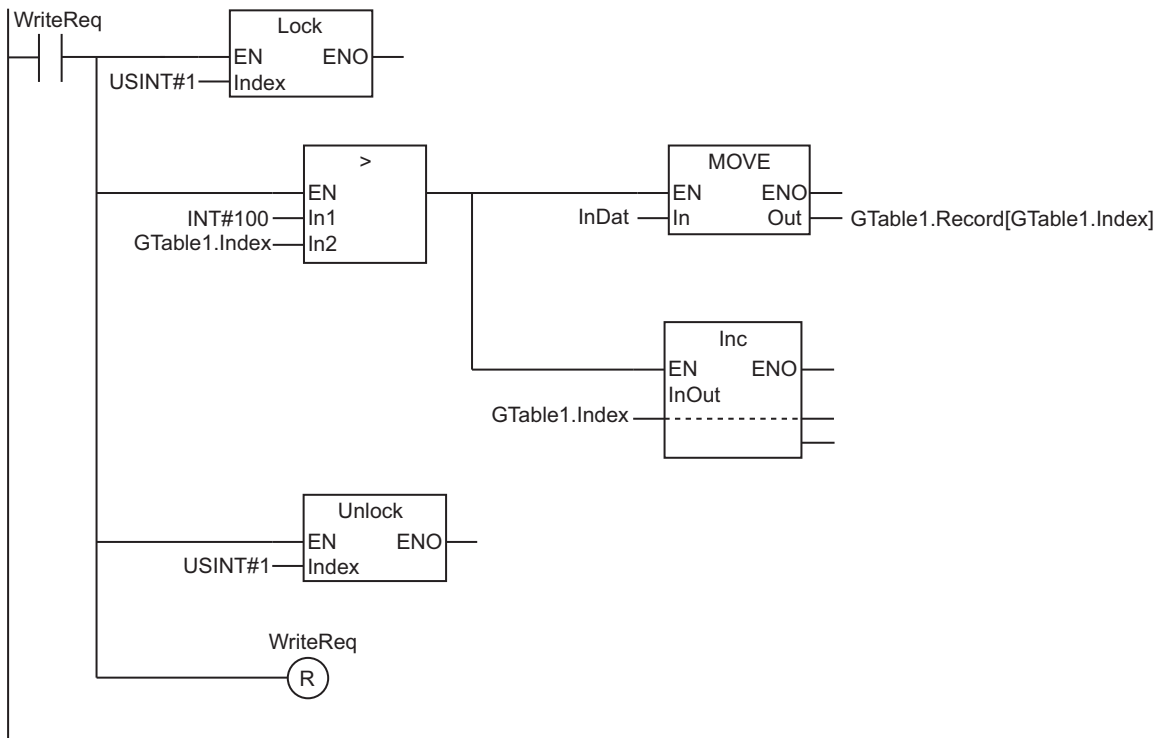 WriteReq
Lock
EN ENO
USINT#1 Index
>
EN
INT#100 In1
GTable1.Index In2
MOVE
EN ENO
InDat In Out GTable1.Record[GTable1.Index]
Inc
EN ENO
InOut
GTable1.Index
Unlock
EN ENO
USINT#1 Index
WriteReq
R